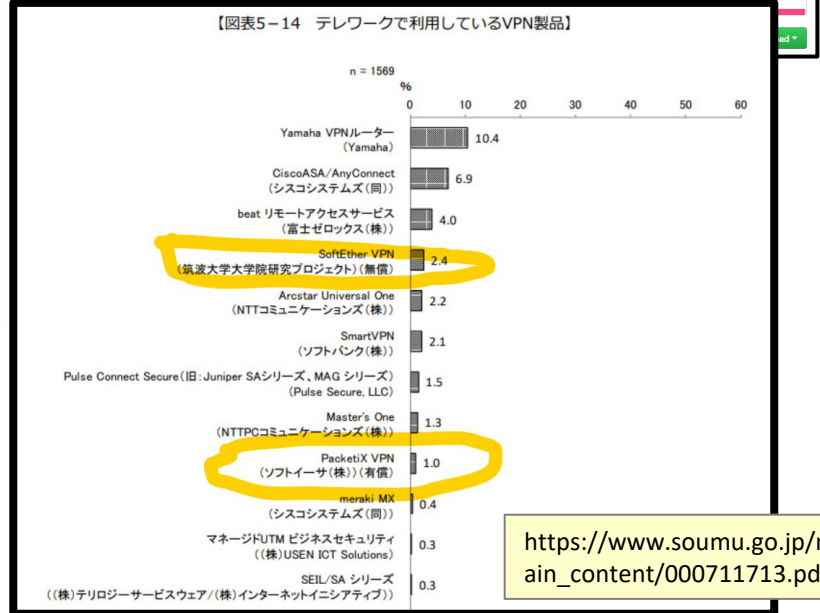 【図表5－14　テレワークで利用しているVPN製品】
n = 1569
%
0 10 20 30 40 50 60
Yamaha VPNルーター
(Yamaha)
10.4
CiscoASA/AnyConnect
(シスコシステムズ(同))
6.9
beat リモートアクセスサービス
(富士ゼロックス(株))
4.0
SoftEther VPN
(筑波大学大学院研究プロジェクト)(無償)
2.4
Arcstar Universal One
(NTTコミュニケーションズ(株))
2.2
SmartVPN
(ソフトバンク(株))
2.1
Pulse Connect Secure(旧:Juniper SAシリーズ、MAG シリーズ)
(Pulse Secure, LLC)
1.5
Master's One
(NTTPCコミュニケーションズ(株))
1.3
PacketiX VPN
(ソフトイーサ(株))(有償)
1.0
meraki MX
(シスコシステムズ(同))
0.4
マネージドUTM ビジネスセキュリティ
((株)USEN ICT Solutions)
0.3
SEIL/SA シリーズ
((株)テリロジーサービスウェア/(株)インターネットイニシアティブ))
0.3
https://www.soumu.go.jp/
ain_content/000711713.pd